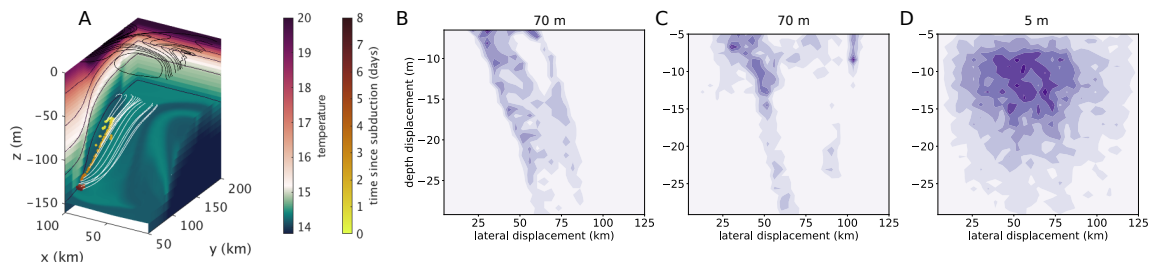 A
z (m)
0
−50
−100
−150
100
50
x (km)
50
100
150
200
y (km)
20
19
18
17
16
15
14
temperature
8
7
6
5
4
3
2
1
0
time since subduction (days)
B
70 m
depth displacement (m)
−10
−15
−20
−25
25 50 75 100 125
lateral displacement (km)
C
70 m
−5
−10
−15
−20
−25
25 50 75 100 125
lateral displacement (km)
D
5 m
−5
−10
−15
−20
−25
25 50 75 100 125
lateral displacement (km)